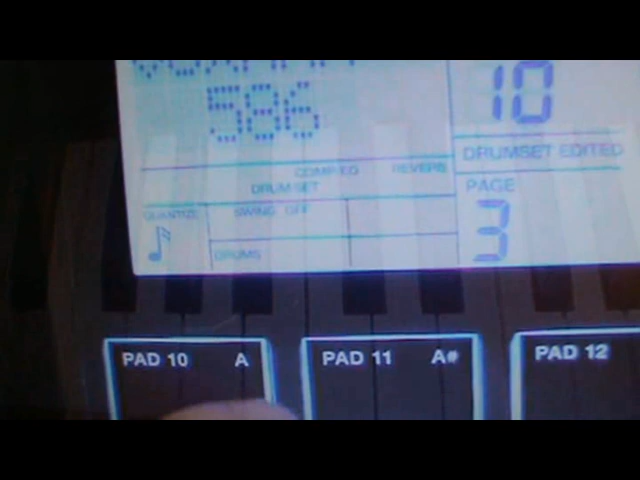 586
10
DRUMSET EDITED
COMP EQ REVERB
DRUM SET
PAGE
3
QUANTIZE SWING OFF
DRUMS
PAD 10 A
PAD 11 A#
PAD 12